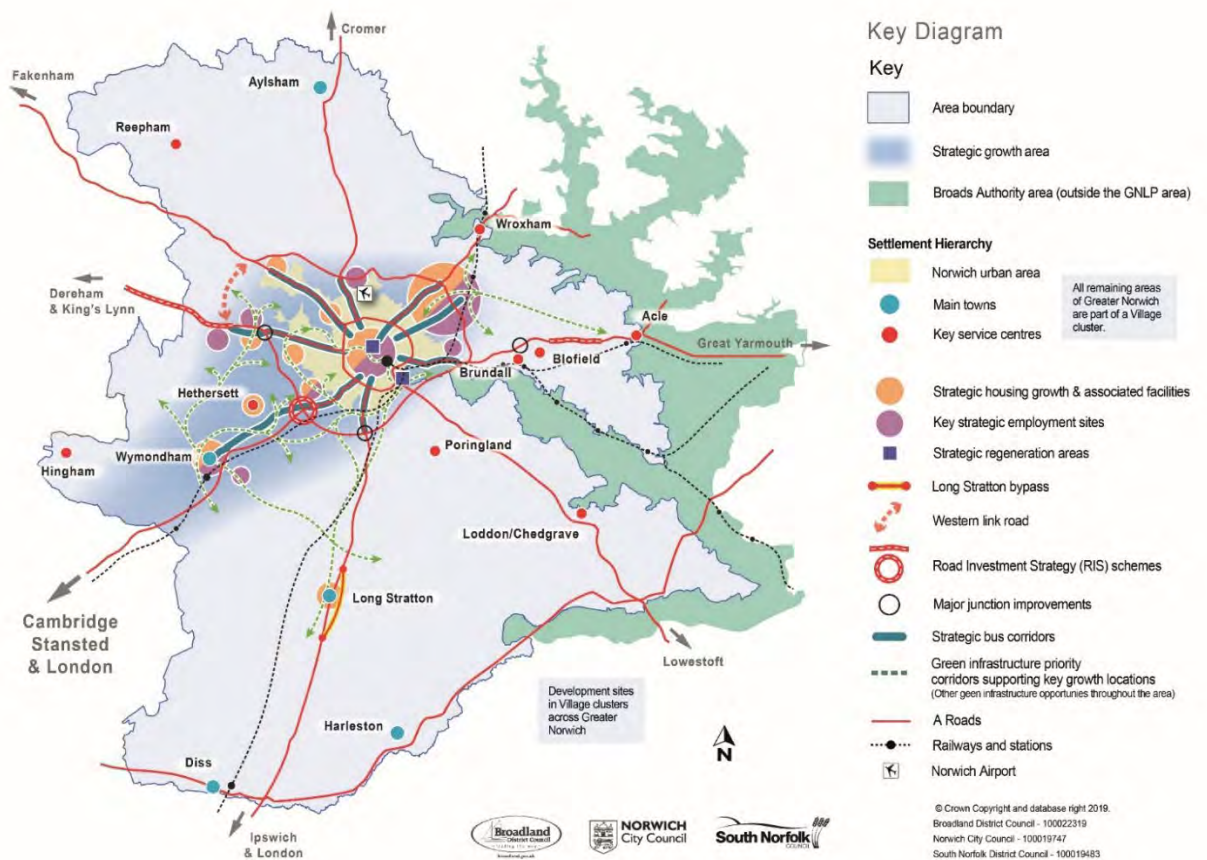 Cromer
Fakenham
Aylsham
Reepham
Wroxham
Dereham
& King's Lynn
Acle
Great Yarmouth
Blofield
Brundall
Hethersett
Poringland
Wymondham
Hingham
Loddon/Chedgrave
Long Stratton
Cambridge
Stansted
& London
Lowestoft
Development sites
in Village clusters
across Greater
Norwich
Harleston
Diss
N
Ipswich
& London
Broadland
District Council
broadland.gov.uk
NORWICH
City Council
South Norfolk
COUNCIL
Key Diagram
Key
Area boundary
Strategic growth area
Broads Authority area (outside the GNLP area)
Settlement Hierarchy
Norwich urban area
Main towns
Key service centres
All remaining areas
of Greater Norwich
are part of a Village
cluster.
Strategic housing growth & associated facilities
Key strategic employment sites
Strategic regeneration areas
Long Stratton bypass
Western link road
Road Investment Strategy (RIS) schemes
Major junction improvements
Strategic bus corridors
Green infrastructure priority
corridors supporting key growth locations
(Other geen infrastructure opportunies throughout the area)
A Roads
Railways and stations
Norwich Airport
© Crown Copyright and database right 2019.
Broadland District Council - 100022319
Norwich City Council - 100019747
South Norfolk District Council - 100019483